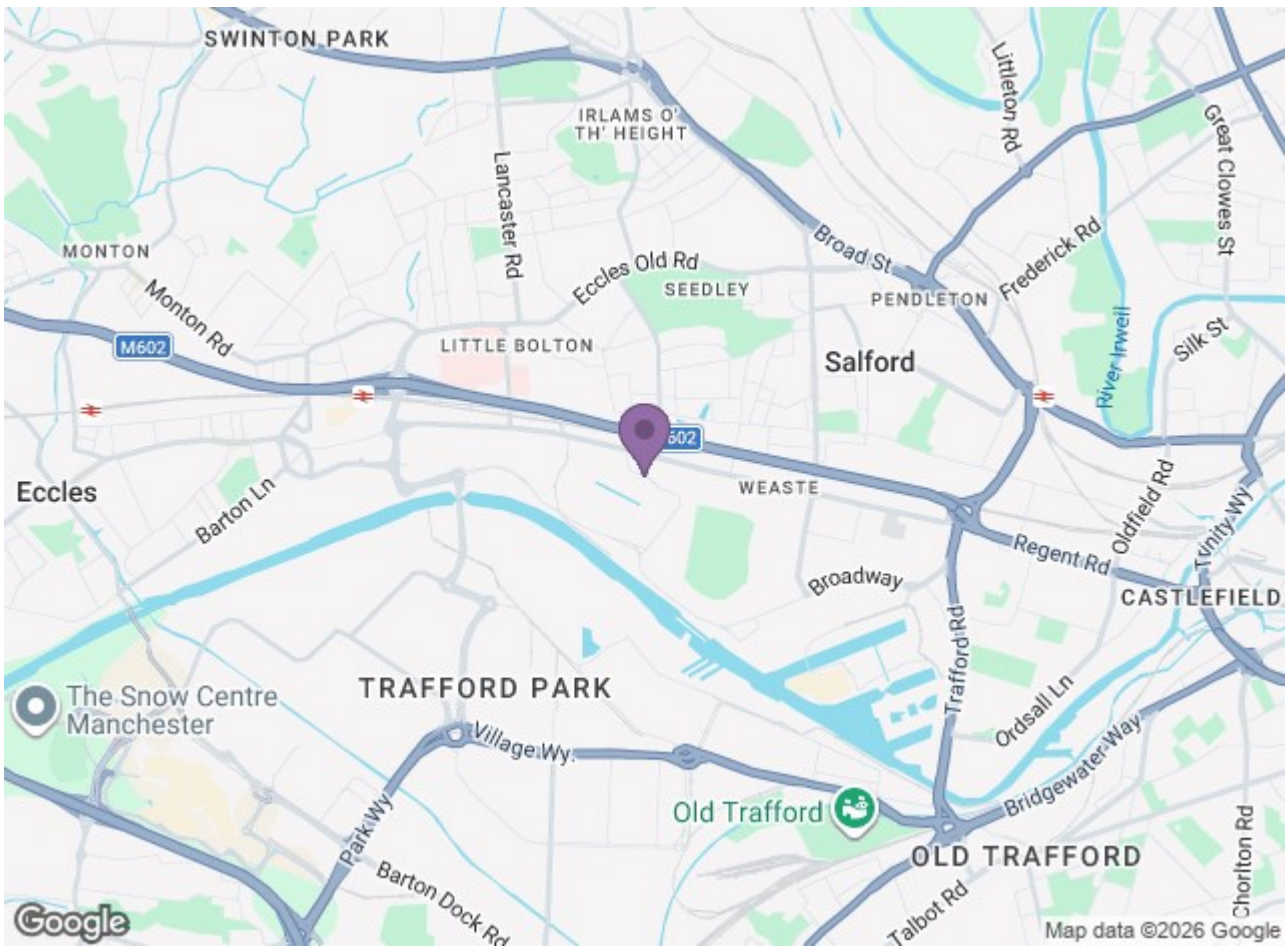 SWINTON PARK
IRLAMS O'
TH' HEIGHT
Littleton Rd
Great Clowes St
Lancaster Rd
MONTON
Monton Rd
Eccles Old Rd
SEEDLEY
Broad St
Frederick Rd
PENDLETON
M602
LITTLE BOLTON
Salford
River Irwell
Silk St
602
Eccles
Barton Ln
WEASTE
Oldfield Rd
Trinity Wy
Regent Rd
Broadway
CASTLEFIELD
Trafford Rd
TRAFFORD PARK
The Snow Centre
Manchester
Ordsall Ln
Village Wy.
Bridgewater Way
Park Wy
Old Trafford
OLD TRAFFORD
Barton Dock Rd
Talbot Rd
Chorlton Rd
Google
Map data ©2026 Google